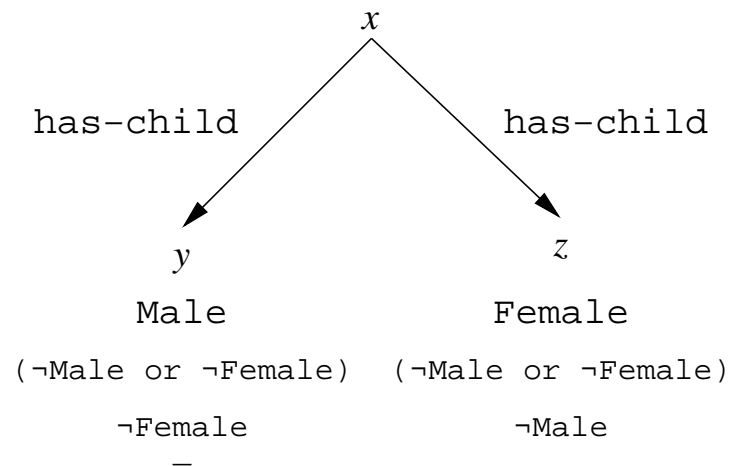 x
has-child has-child
y z
Male Female
(¬Male or ¬Female) (¬Male or ¬Female)
¬Female ¬Male